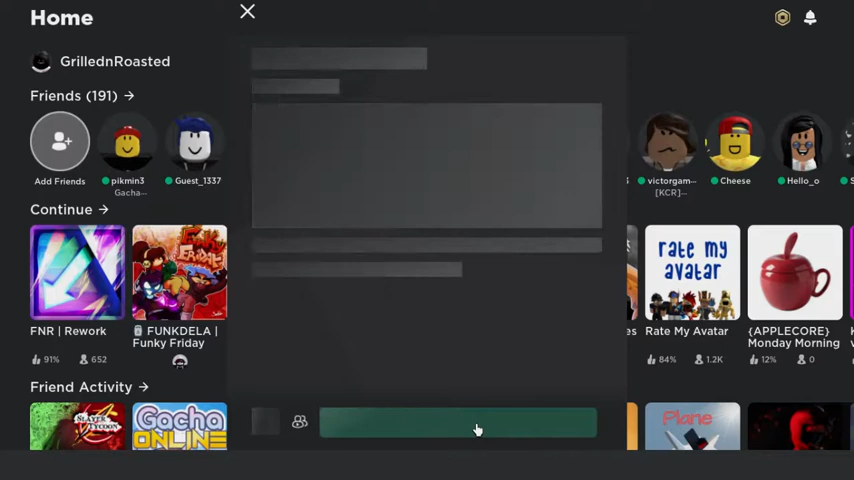 Home
GrillednRoasted
Friends (191) →
Add Friends
pikmin3
Gacha—
Guest_1337
victorgam--
[KCR]—
Cheese
Hello_o
Continue →
rate my
avatar
FNR | Rework
FUNKDELA |
Funky Friday
Rate My Avatar
{APPLECORE}
Monday Morning
91%
652
84%
1.2K
12%
0
Friend Activity →
SLAYER
TYCOON
Gacha
ONLINE
Plane